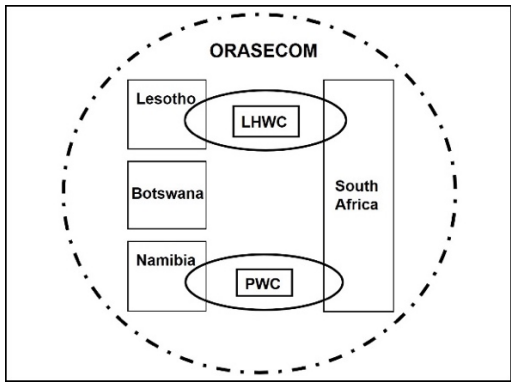 ORASECOM
Lesotho
LHWC
Botswana
South
Africa
Namibia
PWC